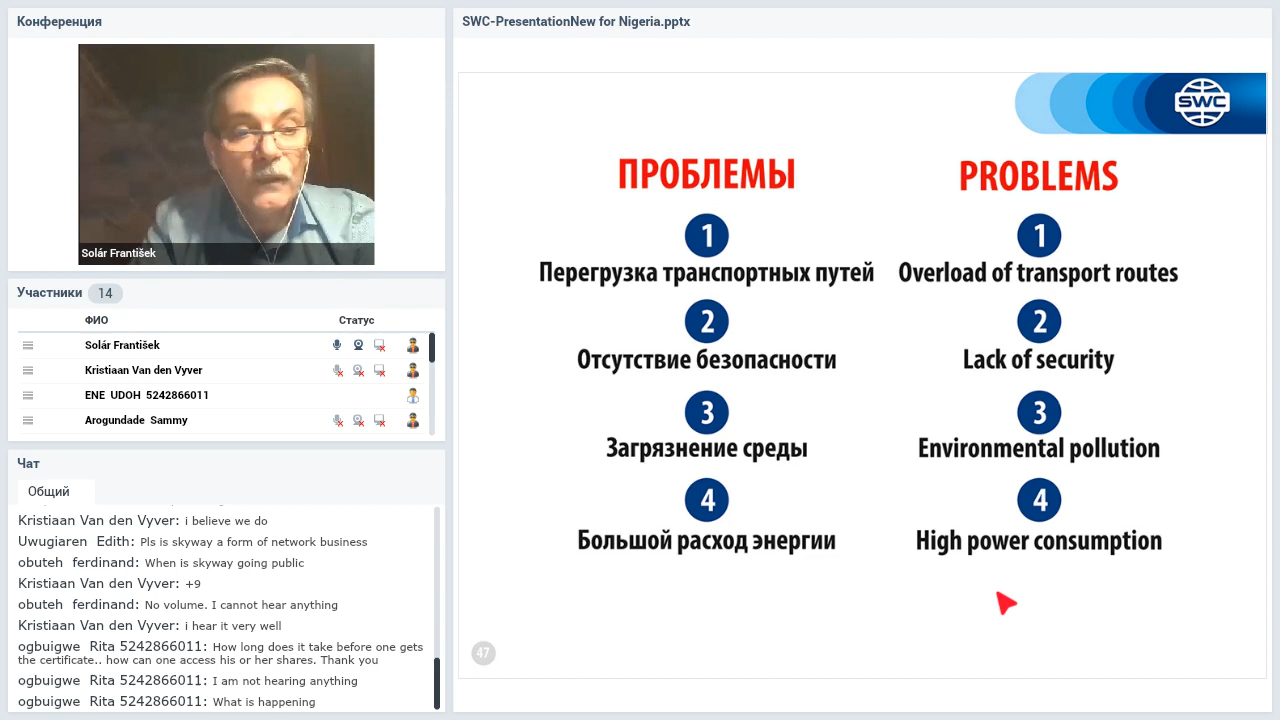 Конференция
Solár František
Участники 14
ФИО Статус
Solár František
Kristiaan Van den Vyver
ENE UDOH 5242866011
Arogundade Sammy
Чат
Общий
Kristiaan Van den Vyver: i believe we do
Uwugiaren Edith: Pls is skyway a form of network business
obuteh ferdinand: When is skyway going public
Kristiaan Van den Vyver: +9
obuteh ferdinand: No volume. I cannot hear anything
Kristiaan Van den Vyver: i hear it very well
ogbuigwe Rita 5242866011: How long does it take before one gets
the certificate.. how can one access his or her shares. Thank you
ogbuigwe Rita 5242866011: I am not hearing anything
ogbuigwe Rita 5242866011: What is happening
SWC-PresentationNew for Nigeria.pptx
SWC
ПРОБЛЕМЫ
1
Перегрузка транспортных путей
2
Отсутствие безопасности
3
Загрязнение среды
4
Большой расход энергии
PROBLEMS
1
Overload of transport routes
2
Lack of security
3
Environmental pollution
4
High power consumption
47